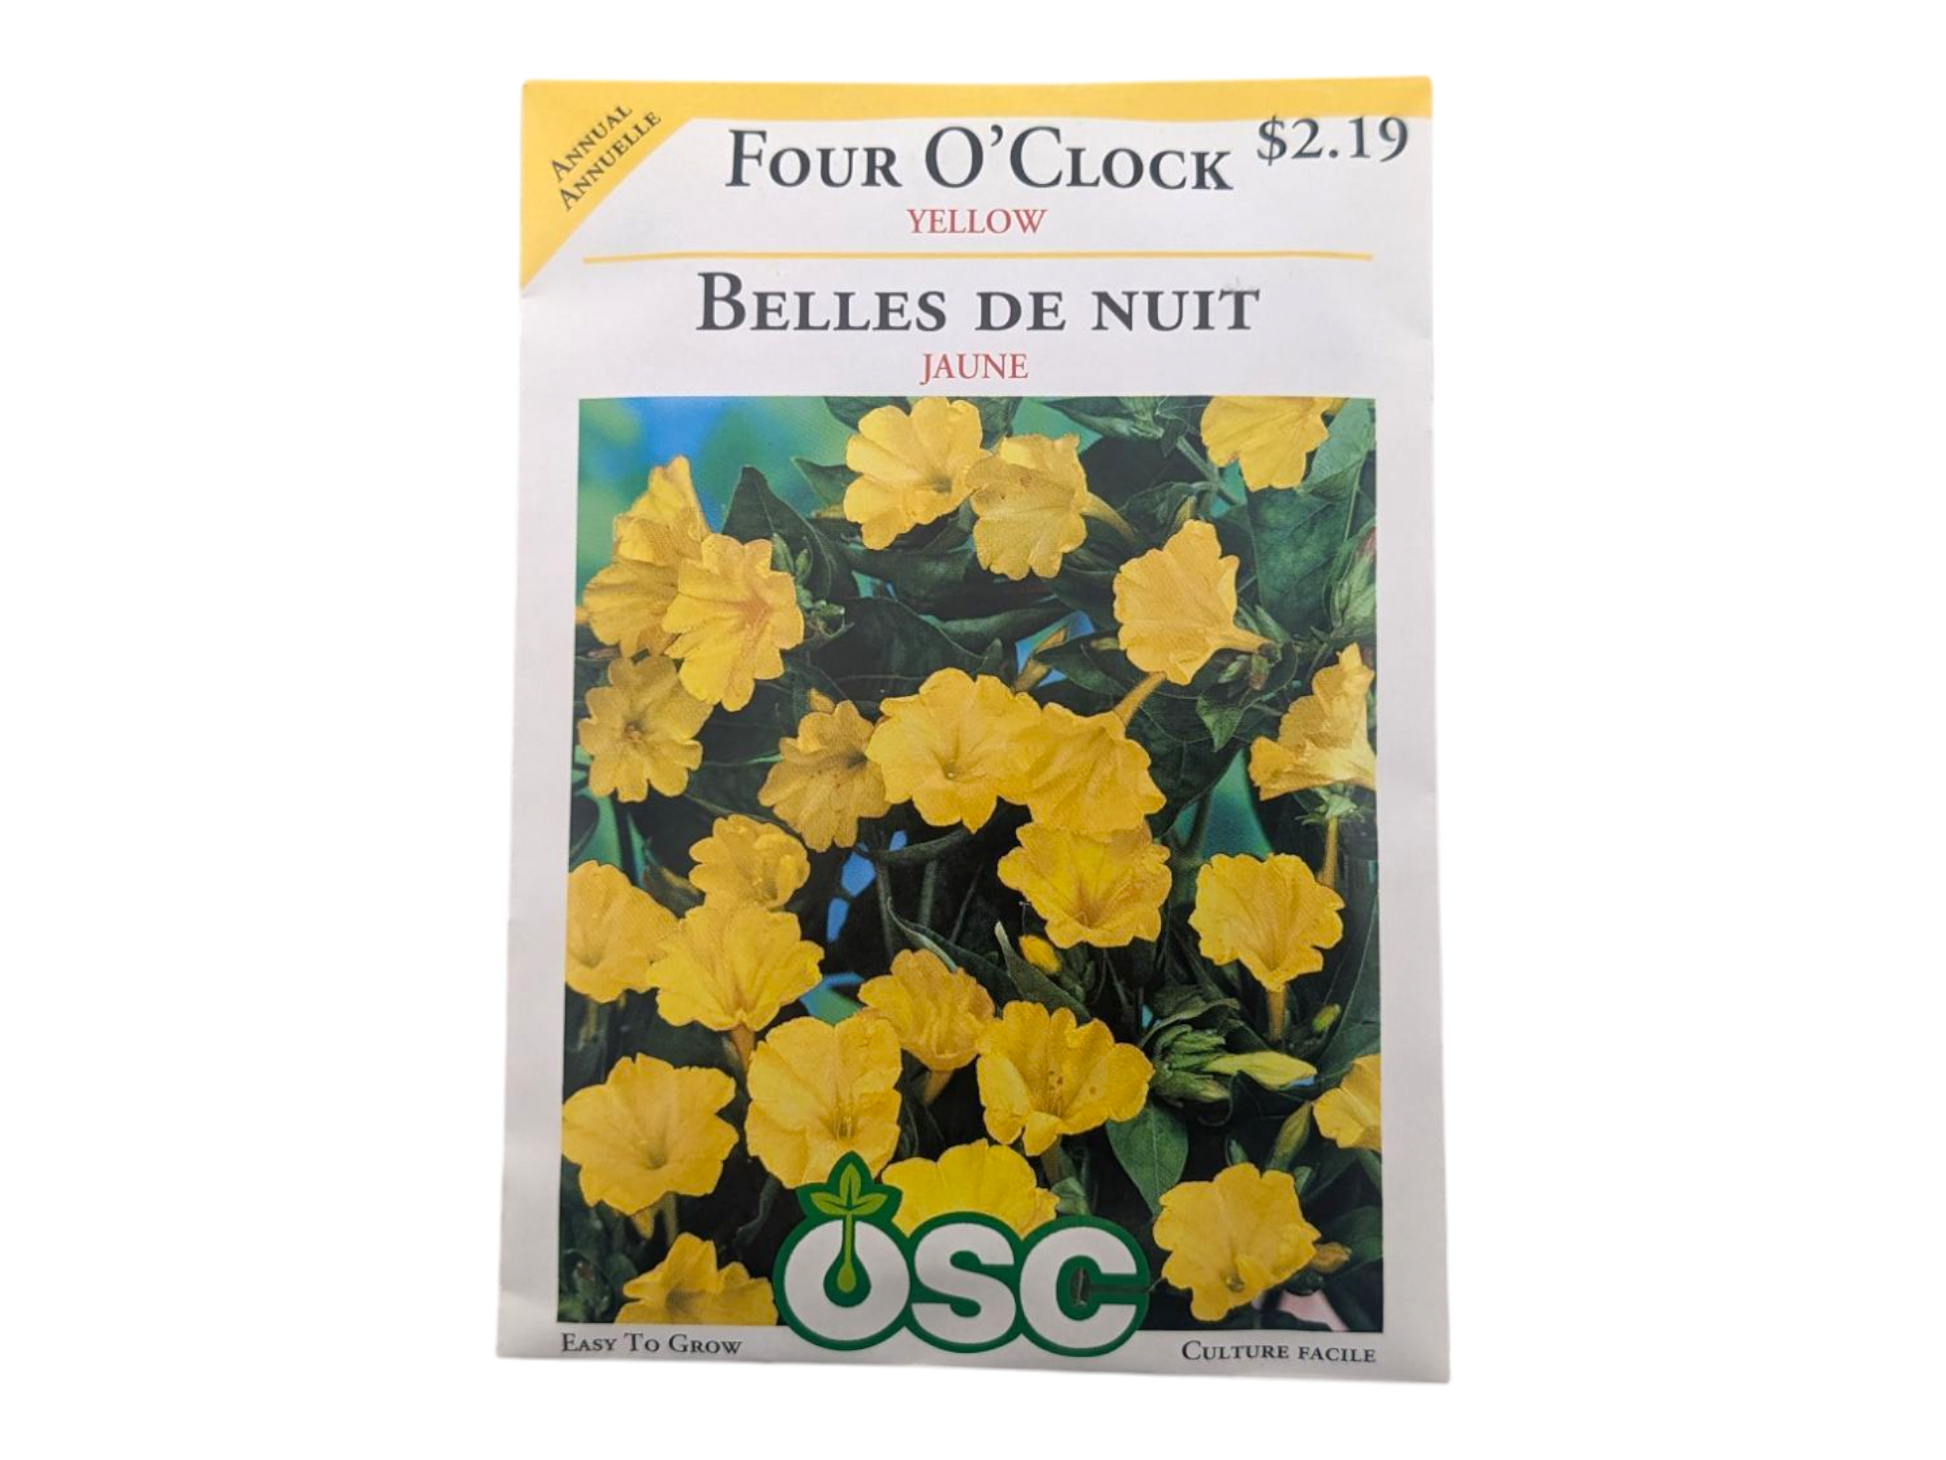 ANNUAL
ANNUELLE
FOUR O'CLOCK $2.19
YELLOW
BELLES DE NUIT
JAUNE
OSC
EASY TO GROW
CULTURE FACILE